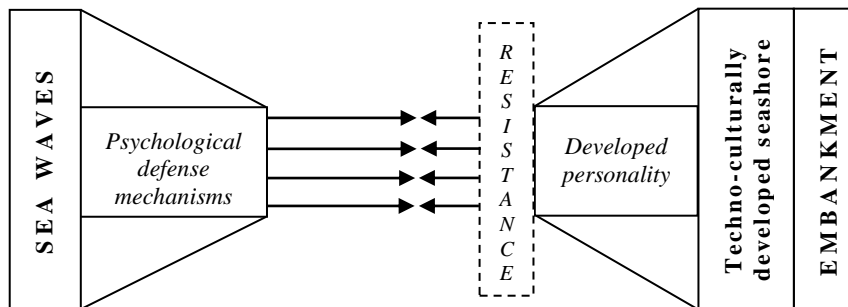 SEA WAVES
Psychological
defense
mechanisms
RESISTANCE
Developed
personality
Techno-culturally
developed seashore
EMBANKMENT